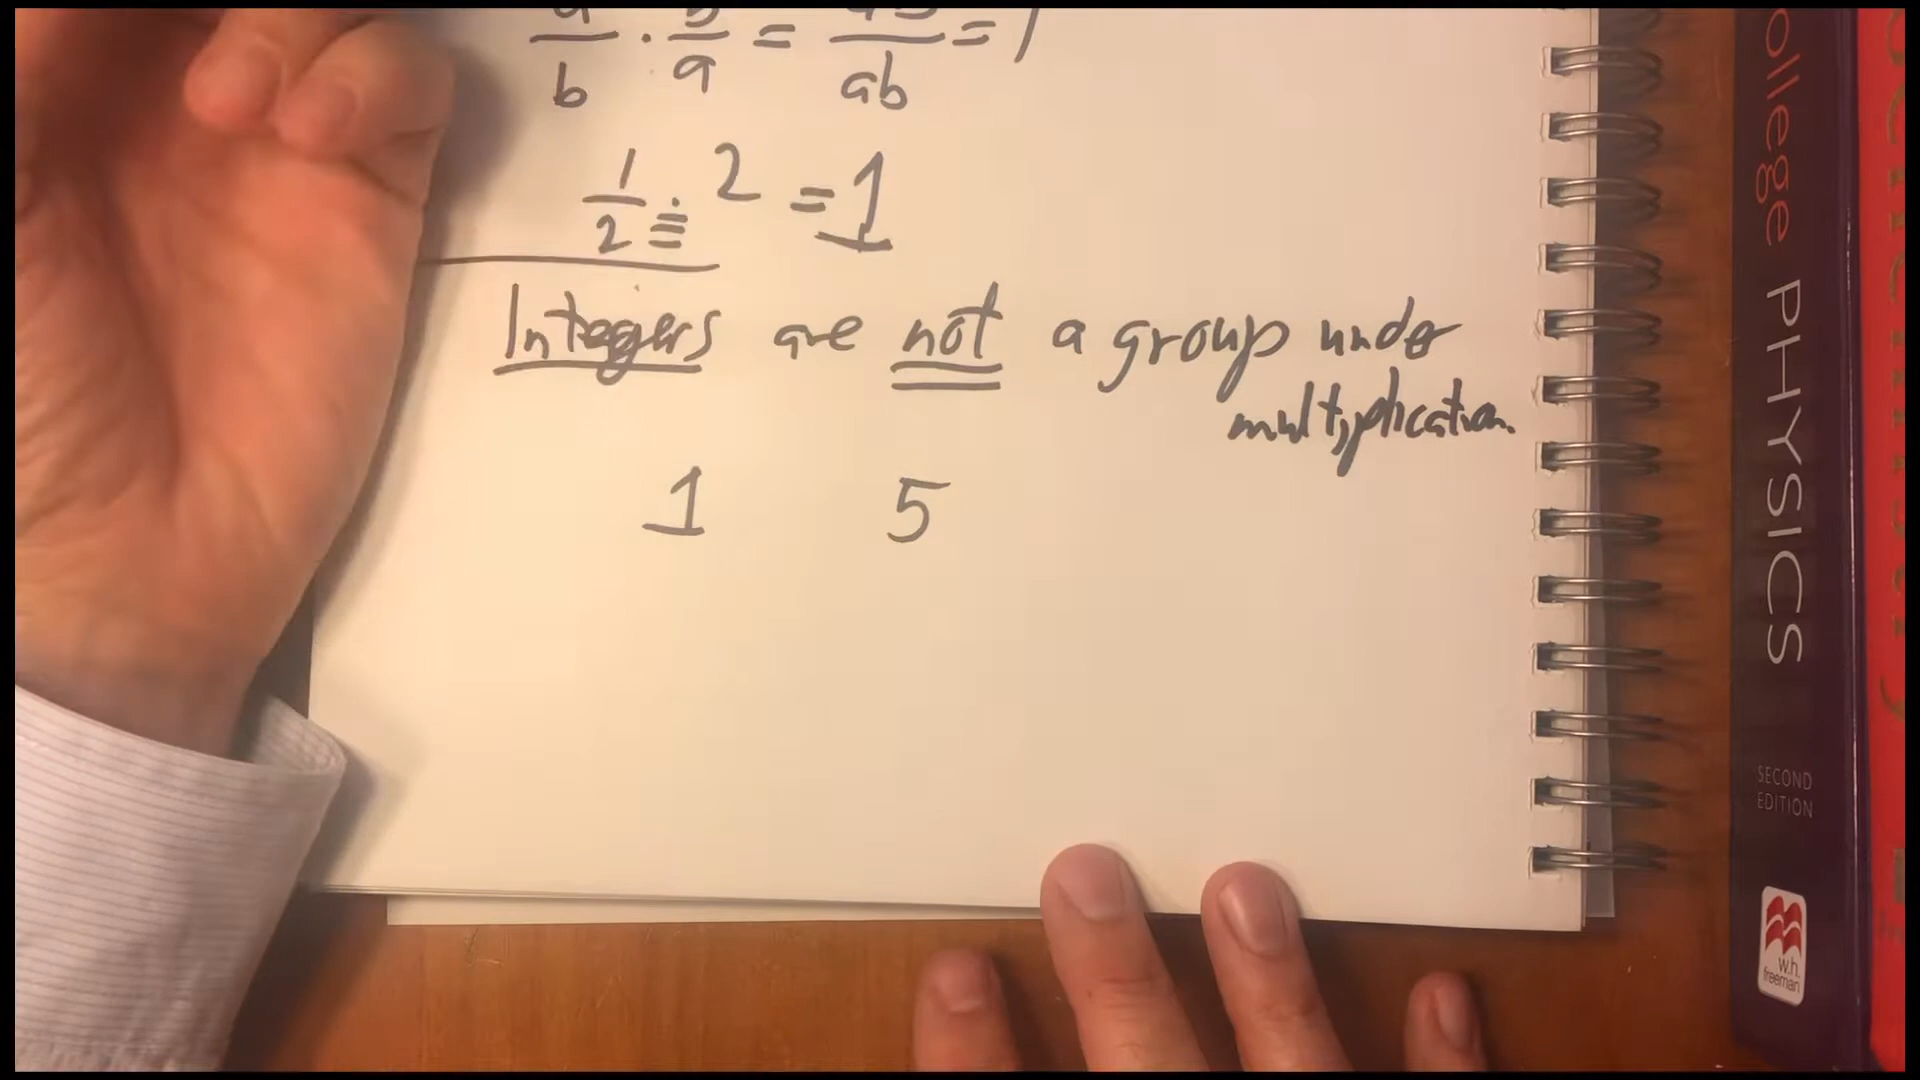 a/b · b/a = ab/ab = 1
1/2 · 2 = 1
Integers are not a group under
multiplication.
1 5
College PHYSICS
SECOND
EDITION
w.h.
freeman